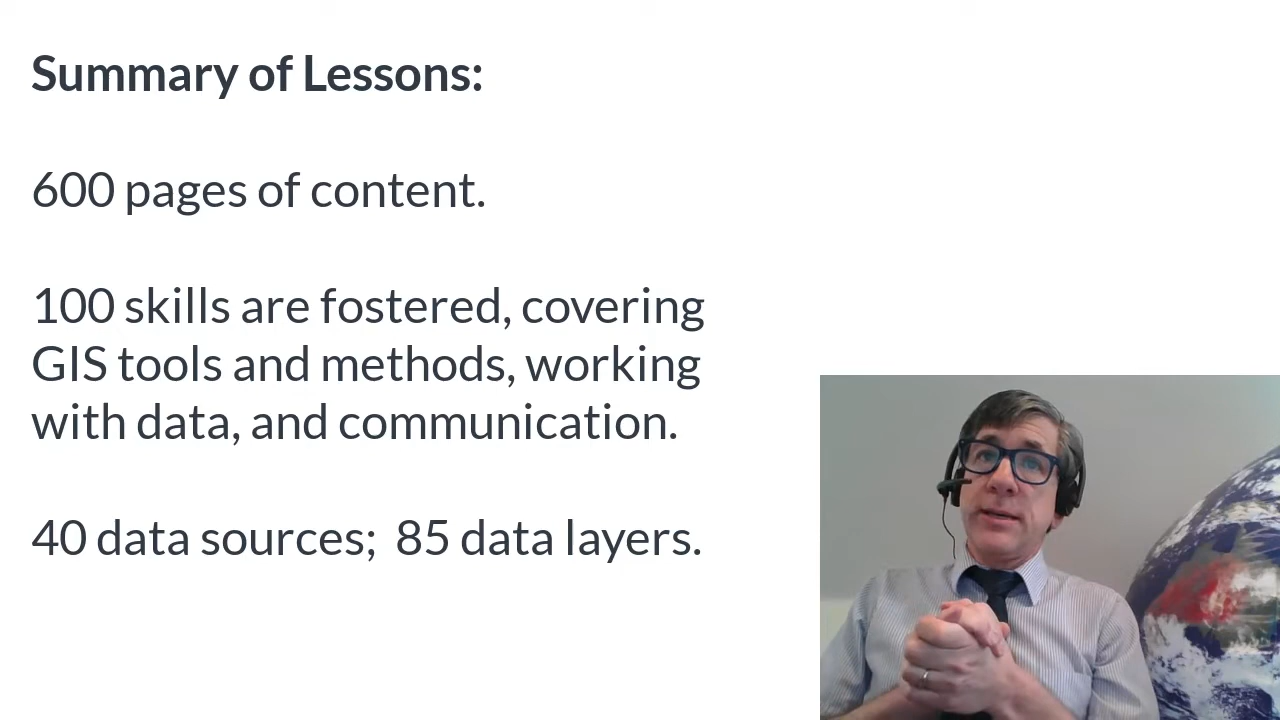 Summary of Lessons:
600 pages of content.
100 skills are fostered, covering
GIS tools and methods, working
with data, and communication.
40 data sources;  85 data layers.